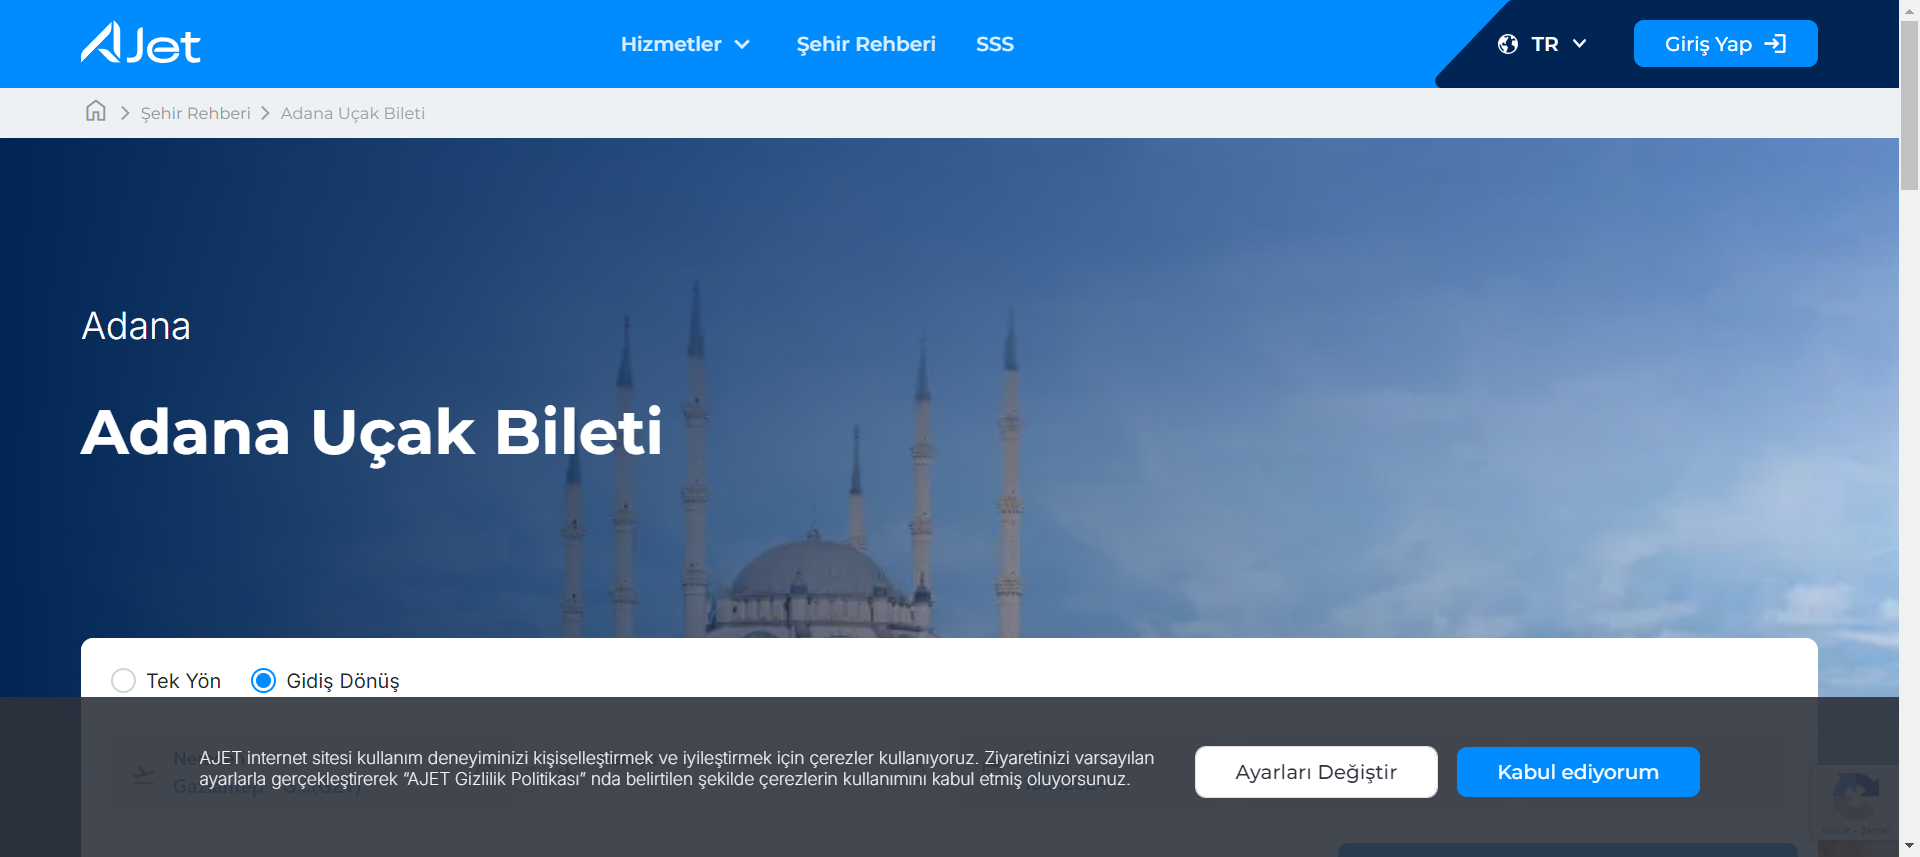 AJet
Hizmetler
Şehir Rehberi
SSS
TR
Giriş Yap
Şehir Rehberi
Adana Uçak Bileti
Adana
Adana Uçak Bileti
Tek Yön
Gidiş Dönüş
AJET internet sitesi kullanım deneyiminizi kişiselleştirmek ve iyileştirmek için çerezler kullanıyoruz. Ziyaretinizi varsayılan
ayarlarla gerçekleştirerek “AJET Gizlilik Politikası” nda belirtilen şekilde çerezlerin kullanımını kabul etmiş oluyorsunuz.
Ayarları Değiştir
Kabul ediyorum
Gizlilik - Şartlar